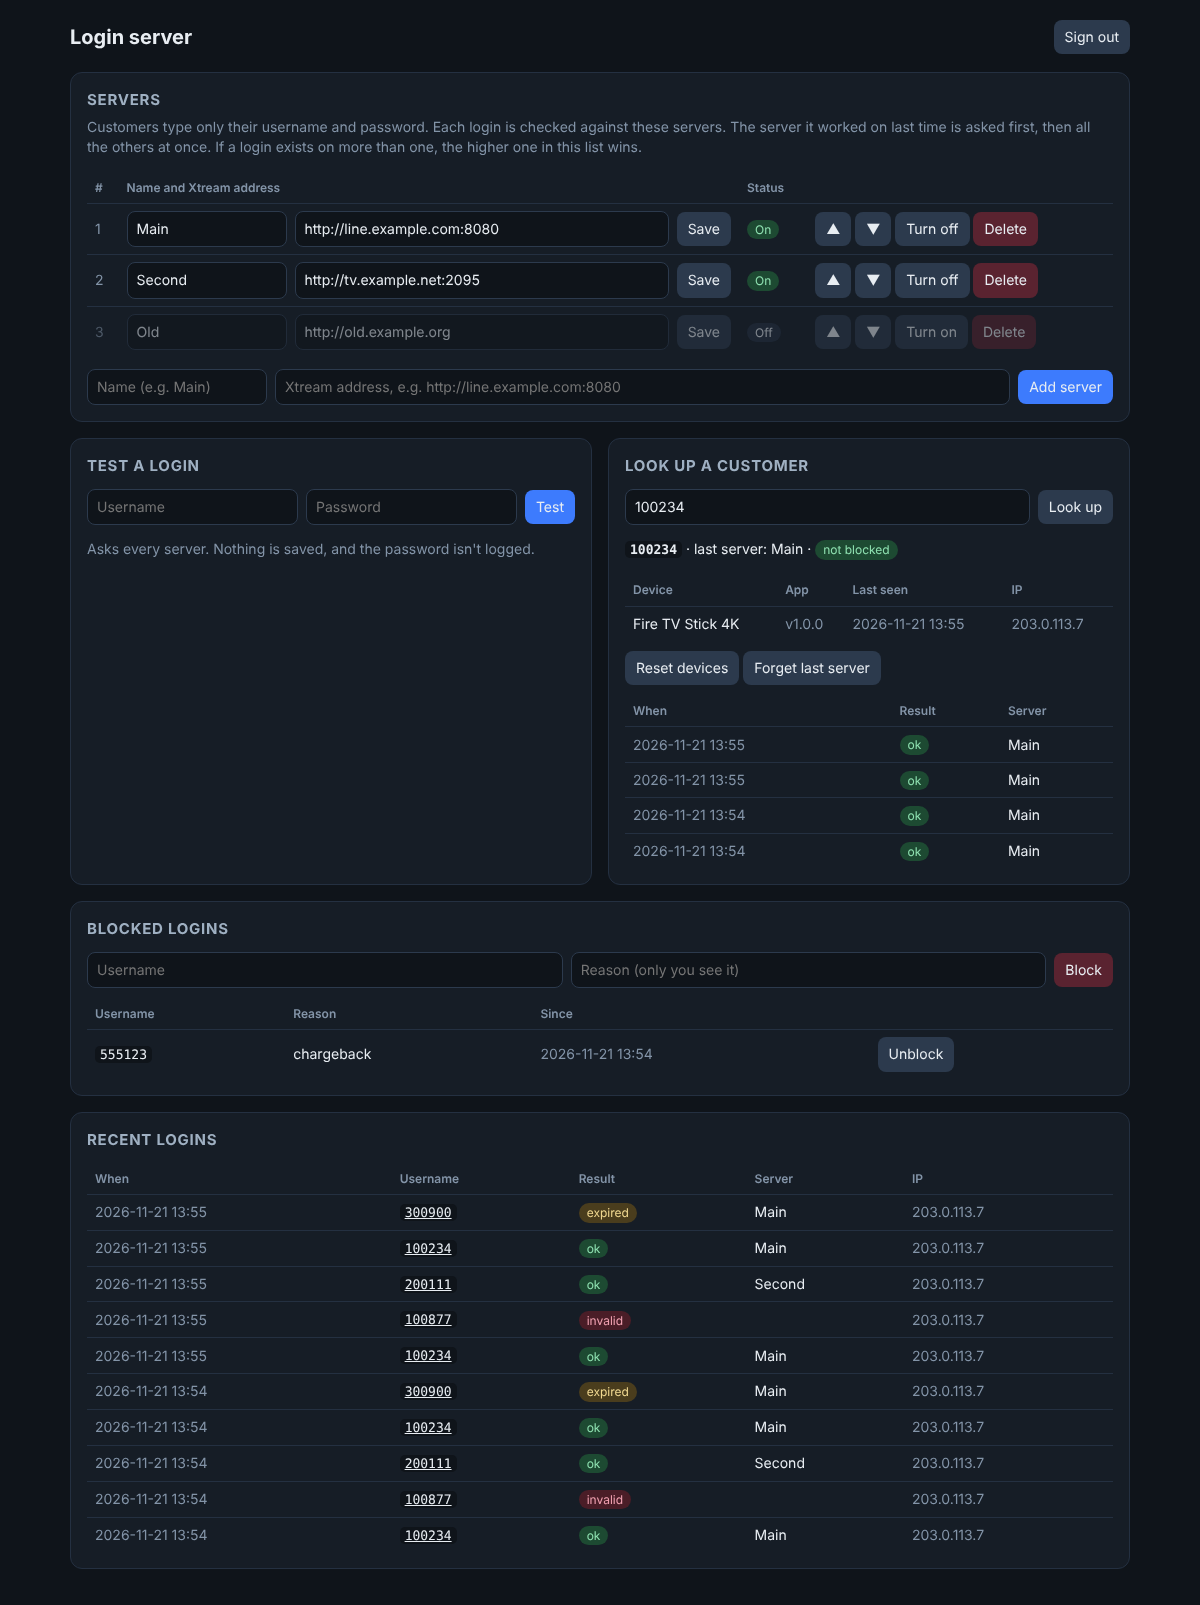 Login server
Sign out
SERVERS
Customers type only their username and password. Each login is checked against these servers. The server it worked on last time is asked first, then all
the others at once. If a login exists on more than one, the higher one in this list wins.
# Name and Xtream address Status
1 Main http://line.example.com:8080 Save On ▲ ▼ Turn off Delete
2 Second http://tv.example.net:2095 Save On ▲ ▼ Turn off Delete
3 Old http://old.example.org Save Off ▲ ▼ Turn on Delete
Name (e.g. Main) Xtream address, e.g. http://line.example.com:8080 Add server
TEST A LOGIN
Username Password Test
Asks every server. Nothing is saved, and the password isn't logged.
LOOK UP A CUSTOMER
100234 Look up
100234 · last server: Main · not blocked
Device App Last seen IP
Fire TV Stick 4K v1.0.0 2026-11-21 13:55 203.0.113.7
Reset devices Forget last server
When Result Server
2026-11-21 13:55 ok Main
2026-11-21 13:55 ok Main
2026-11-21 13:54 ok Main
2026-11-21 13:54 ok Main
BLOCKED LOGINS
Username Reason (only you see it) Block
Username Reason Since
555123 chargeback 2026-11-21 13:54 Unblock
RECENT LOGINS
When Username Result Server IP
2026-11-21 13:55 300900 expired Main 203.0.113.7
2026-11-21 13:55 100234 ok Main 203.0.113.7
2026-11-21 13:55 200111 ok Second 203.0.113.7
2026-11-21 13:55 100877 invalid 203.0.113.7
2026-11-21 13:55 100234 ok Main 203.0.113.7
2026-11-21 13:54 300900 expired Main 203.0.113.7
2026-11-21 13:54 100234 ok Main 203.0.113.7
2026-11-21 13:54 200111 ok Second 203.0.113.7
2026-11-21 13:54 100877 invalid 203.0.113.7
2026-11-21 13:54 100234 ok Main 203.0.113.7